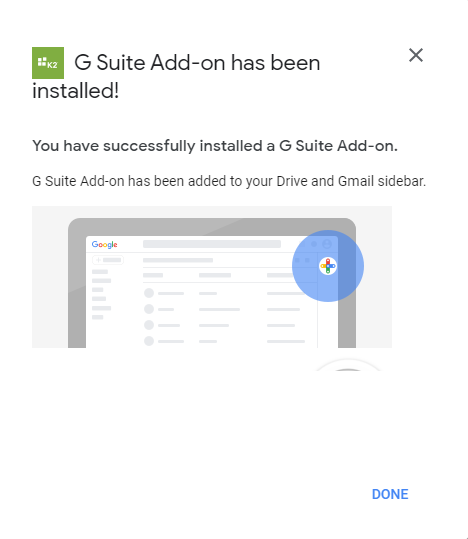 K2 G Suite Add-on has been
installed!
You have successfully installed a G Suite Add-on.
G Suite Add-on has been added to your Drive and Gmail sidebar.
Google
DONE